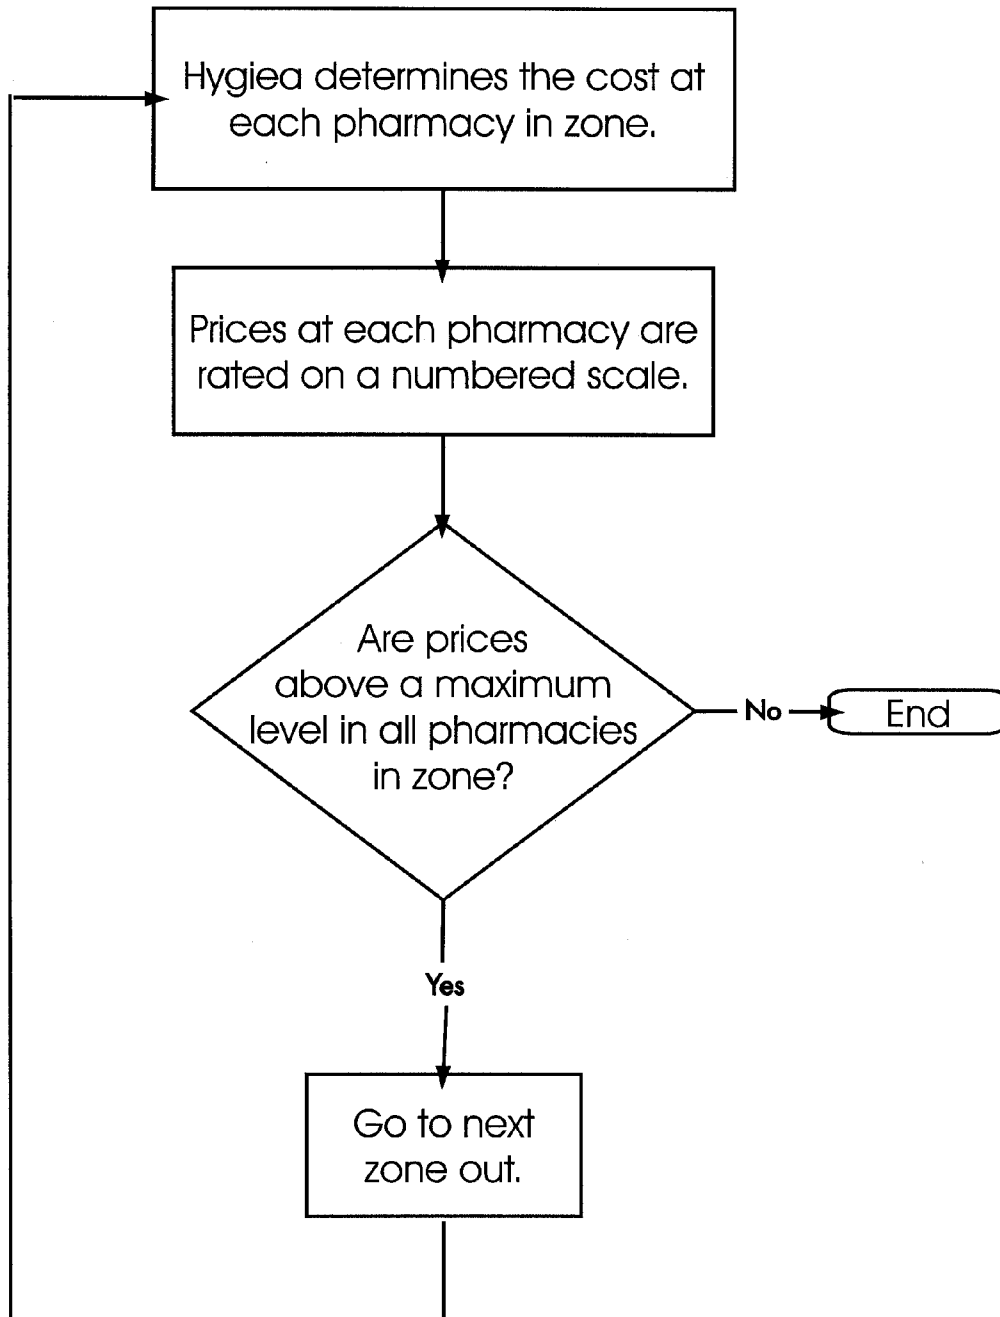 Hygiea determines the cost at
each pharmacy in zone.
Prices at each pharmacy are
rated on a numbered scale.
Are prices
above a maximum
level in all pharmacies
in zone?
No
End
Yes
Go to next
zone out.